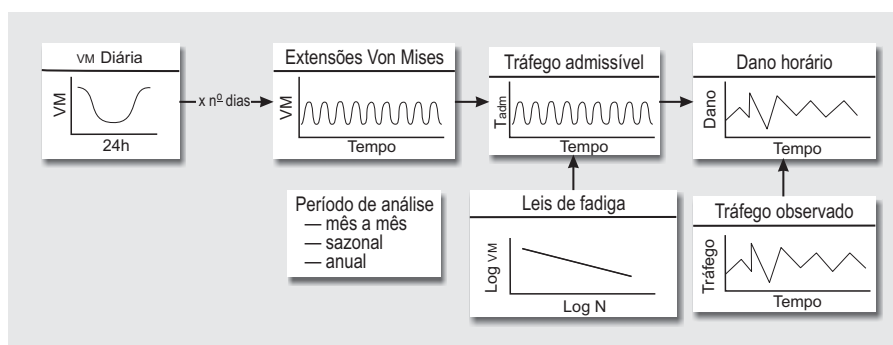 VM Diária
VM
24h
x nº dias
Extensões Von Mises
VM
Tempo
Tráfego admissível
Tadm
Tempo
Dano horário
Dano
Tempo
Período de análise
— mês a mês
— sazonal
— anual
Leis de fadiga
Log VM
Log N
Tráfego observado
Tráfego
Tempo